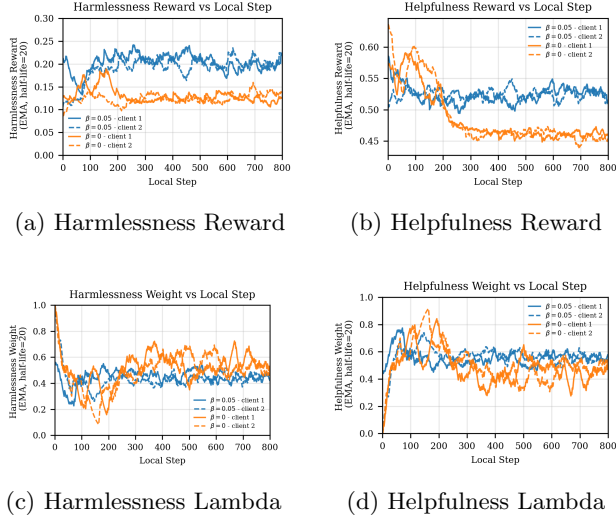 Harmlessness Reward vs Local Step
Harmlessness Reward
(EMA, half-life=20)
0.30
0.25
0.20
0.15
0.10
0.05
0.00
β = 0.05 - client 1
β = 0.05 - client 2
β = 0 - client 1
β = 0 - client 2
0 100 200 300 400 500 600 700 800
Local Step
(a) Harmlessness Reward
Helpfulness Reward vs Local Step
Helpfulness Reward
(EMA, half-life=20)
0.60
0.55
0.50
0.45
β = 0.05 - client 1
β = 0.05 - client 2
β = 0 - client 1
β = 0 - client 2
0 100 200 300 400 500 600 700 800
Local Step
(b) Helpfulness Reward
Harmlessness Weight vs Local Step
Harmlessness Weight
(EMA, half-life=20)
1.0
0.8
0.6
0.4
0.2
0.0
β = 0.05 - client 1
β = 0.05 - client 2
β = 0 - client 1
β = 0 - client 2
0 100 200 300 400 500 600 700 800
Local Step
(c) Harmlessness Lambda
Helpfulness Weight vs Local Step
Helpfulness Weight
(EMA, half-life=20)
1.0
0.8
0.6
0.4
0.2
0.0
β = 0.05 - client 1
β = 0.05 - client 2
β = 0 - client 1
β = 0 - client 2
0 100 200 300 400 500 600 700 800
Local Step
(d) Helpfulness Lambda